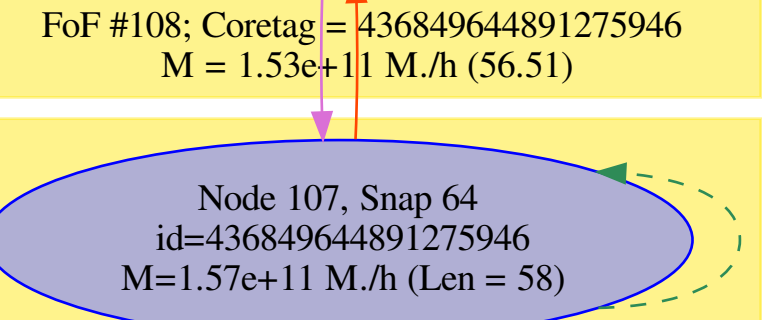 FoF #108; Coretag = 436849644891275946
M = 1.53e+11 M./h (56.51)
Node 107, Snap 64
id=436849644891275946
M=1.57e+11 M./h (Len = 58)